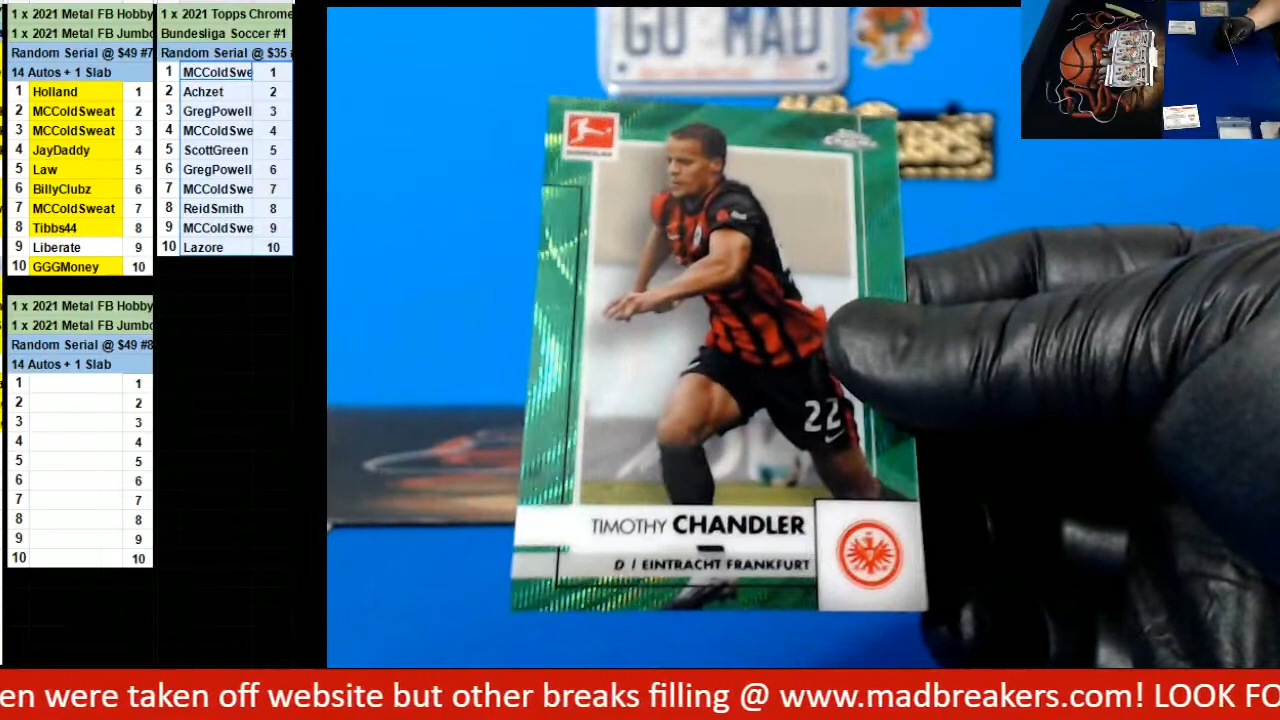 1 x 2021 Metal FB Hobby
1 x 2021 Metal FB Jumbo
Random Serial @ $49 #7
14 Autos + 1 Slab
1 Holland 1
2 MCColdSweat 2
3 MCColdSweat 3
4 JayDaddy 4
5 Law 5
6 BillyClubz 6
7 MCColdSweat 7
8 Tibbs44 8
9 Liberate 9
10 GGGMoney 10
1 x 2021 Metal FB Hobby
1 x 2021 Metal FB Jumbo
Random Serial @ $49 #8
14 Autos + 1 Slab
1 1
2 2
3 3
4 4
5 5
6 6
7 7
8 8
9 9
10 10
1 x 2021 Topps Chrome
Bundesliga Soccer #1
Random Serial @ $35
1 MCColdSwe 1
2 Achzet 2
3 GregPowell 3
4 MCColdSwe 4
5 ScottGreen 5
6 GregPowell 6
7 MCColdSwe 7
8 ReidSmith 8
9 MCColdSwe 9
10 Lazore 10
GO MAD
22
TIMOTHY CHANDLER
D / EINTRACHT FRANKFURT
en were taken off website but other breaks filling @ www.madbreakers.com! LOOK FO